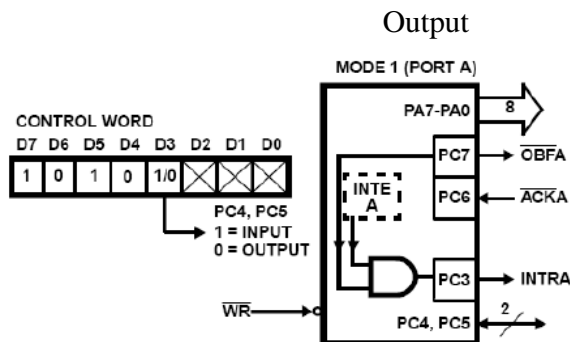 Output
MODE 1 (PORT A)
PA7-PA0
8
CONTROL WORD
D7 D6 D5 D4 D3 D2 D1 D0
1 0 1 0 1/0
PC4, PC5
1 = INPUT
0 = OUTPUT
INTE
A
PC7
OBFA
PC6
ACKA
PC3
INTRA
WR
PC4, PC5
2